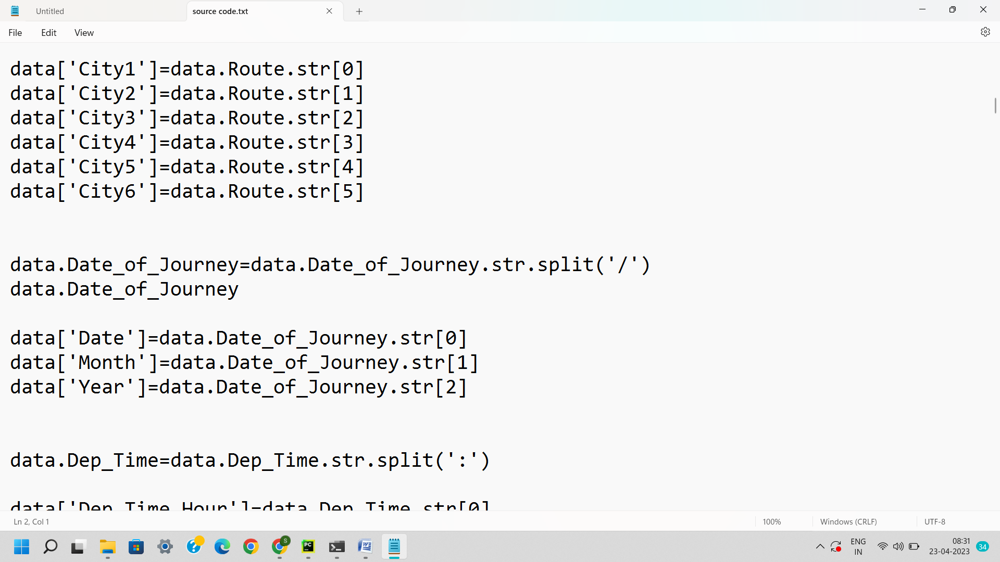 Untitled
source code.txt
File Edit View
data['City1']=data.Route.str[0]
data['City2']=data.Route.str[1]
data['City3']=data.Route.str[2]
data['City4']=data.Route.str[3]
data['City5']=data.Route.str[4]
data['City6']=data.Route.str[5]
data.Date_of_Journey=data.Date_of_Journey.str.split('/')
data.Date_of_Journey
data['Date']=data.Date_of_Journey.str[0]
data['Month']=data.Date_of_Journey.str[1]
data['Year']=data.Date_of_Journey.str[2]
data.Dep_Time=data.Dep_Time.str.split(':')
data['Dep_Time_Hour']=data.Dep_Time.str[0]
Ln 2, Col 1 100% Windows (CRLF) UTF-8
S
PC
ENG
IN
08:31
23-04-2023
34